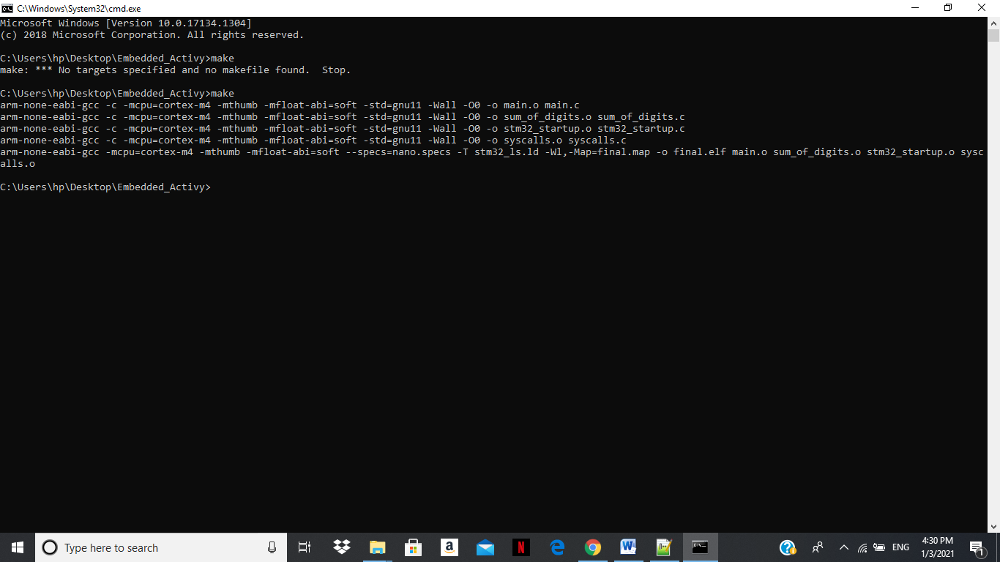 C:\Windows\System32\cmd.exe
Microsoft Windows [Version 10.0.17134.1304]
(c) 2018 Microsoft Corporation. All rights reserved.
C:\Users\hp\Desktop\Embedded_Activy>make
make: *** No targets specified and no makefile found.  Stop.
C:\Users\hp\Desktop\Embedded_Activy>make
arm-none-eabi-gcc -c -mcpu=cortex-m4 -mthumb -mfloat-abi=soft -std=gnu11 -Wall -O0 -o main.o main.c
arm-none-eabi-gcc -c -mcpu=cortex-m4 -mthumb -mfloat-abi=soft -std=gnu11 -Wall -O0 -o sum_of_digits.o sum_of_digits.c
arm-none-eabi-gcc -c -mcpu=cortex-m4 -mthumb -mfloat-abi=soft -std=gnu11 -Wall -O0 -o stm32_startup.o stm32_startup.c
arm-none-eabi-gcc -c -mcpu=cortex-m4 -mthumb -mfloat-abi=soft -std=gnu11 -Wall -O0 -o syscalls.o syscalls.c
arm-none-eabi-gcc -mcpu=cortex-m4 -mthumb -mfloat-abi=soft --specs=nano.specs -T stm32_ls.ld -Wl,-Map=final.map -o final.elf main.o sum_of_digits.o stm32_startup.o sysc
alls.o
C:\Users\hp\Desktop\Embedded_Activy>
Type here to search
ENG
4:30 PM
1/3/2021
1